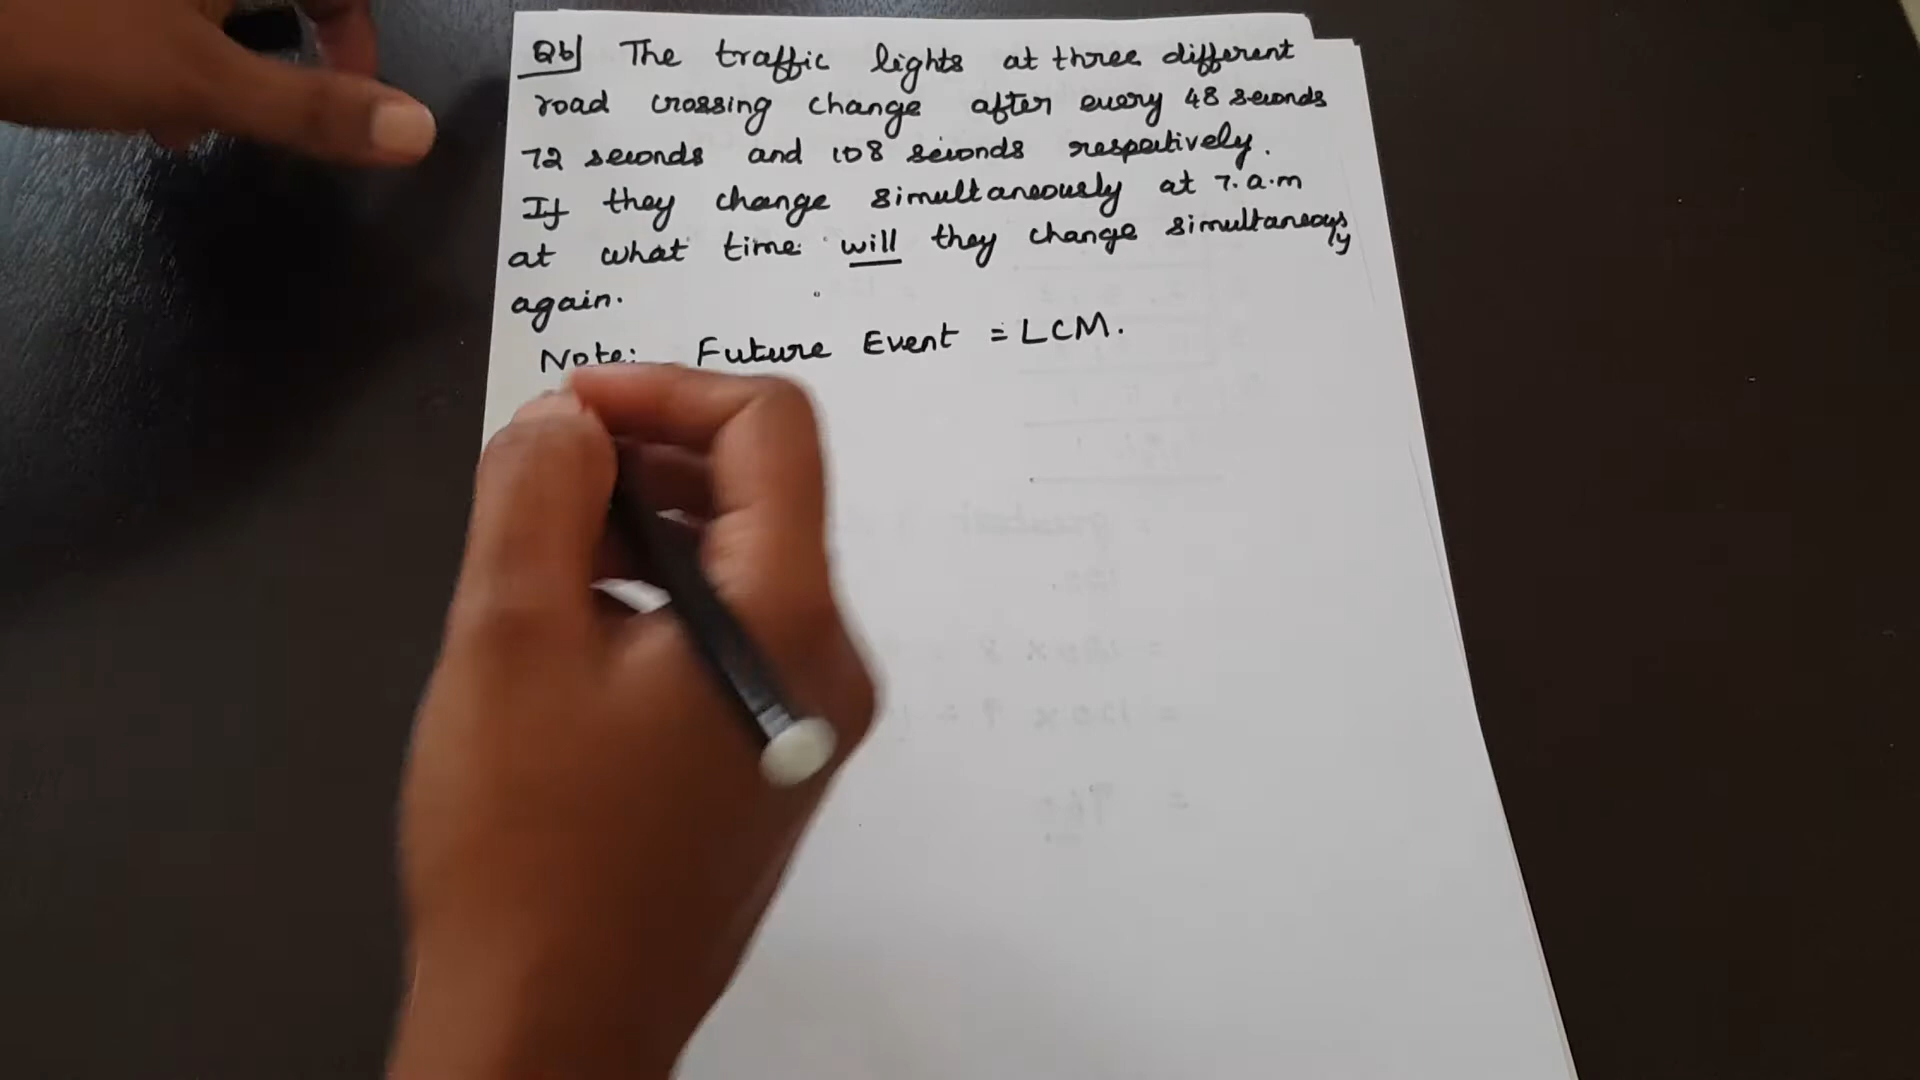 Q6] The traffic lights at three different
road crossing change after every 48 seconds
72 seconds and 108 seconds respectively.
If they change simultaneously at 7.a.m
at what time will they change simultaneously
again.
Note: Future Event = LCM.